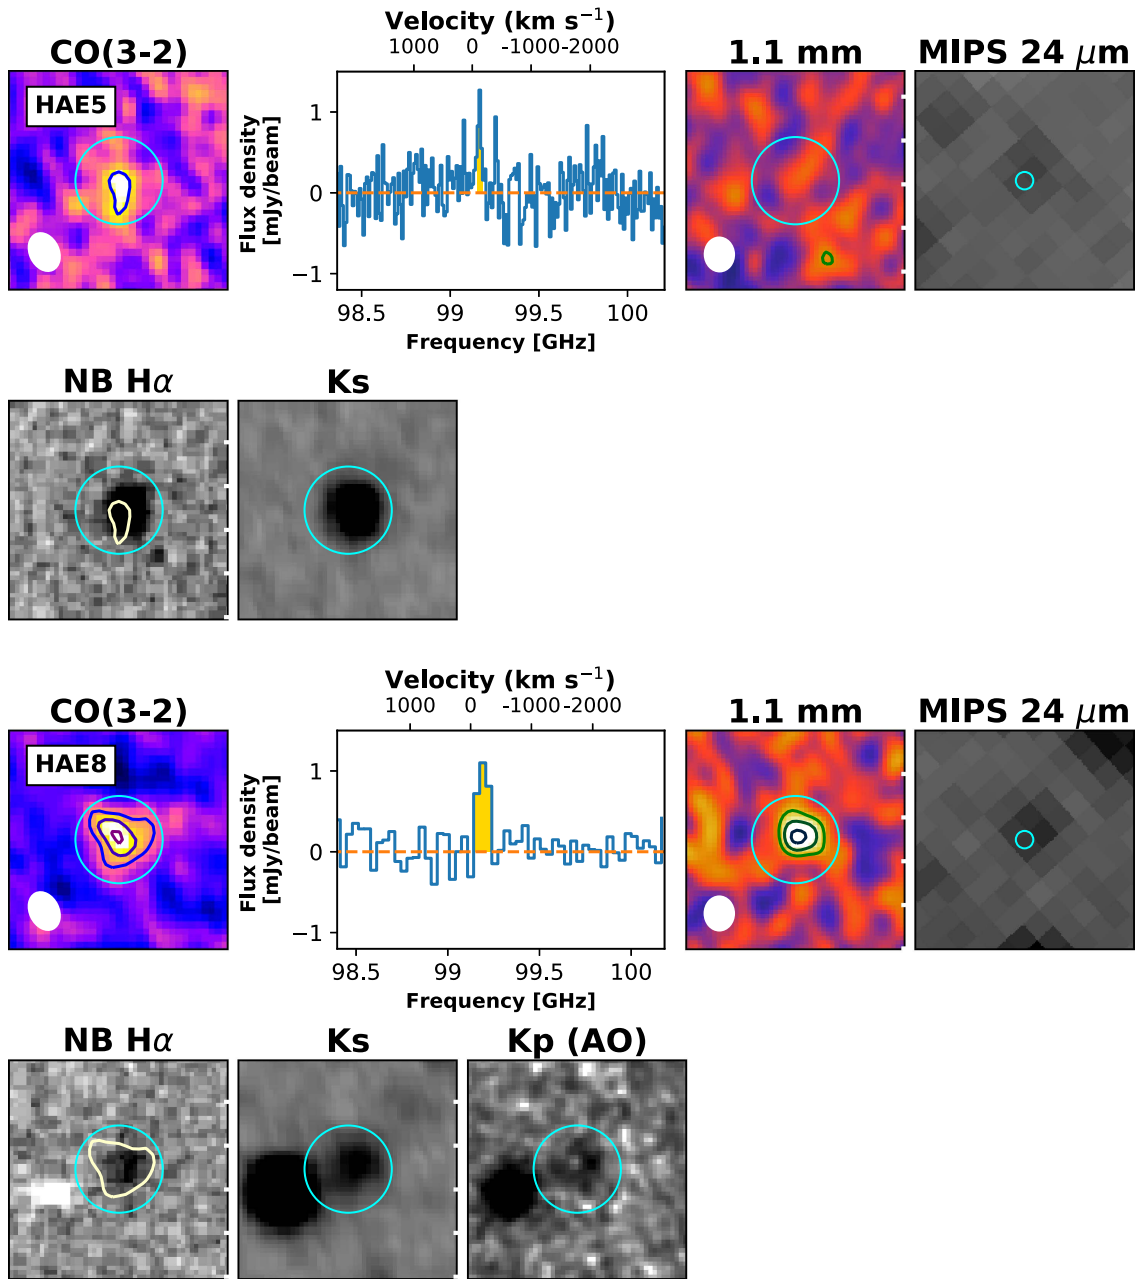 Velocity (km s⁻¹)
1000 0 -1000 -2000
CO(3-2) 1.1 mm MIPS 24 μm
HAE5
Flux density
[mJy/beam]
1
0
−1
98.5 99 99.5 100
Frequency [GHz]
NB Hα Ks
Velocity (km s⁻¹)
1000 0 -1000 -2000
CO(3-2) 1.1 mm MIPS 24 μm
HAE8
Flux density
[mJy/beam]
1
0
−1
98.5 99 99.5 100
Frequency [GHz]
NB Hα Ks Kp (AO)